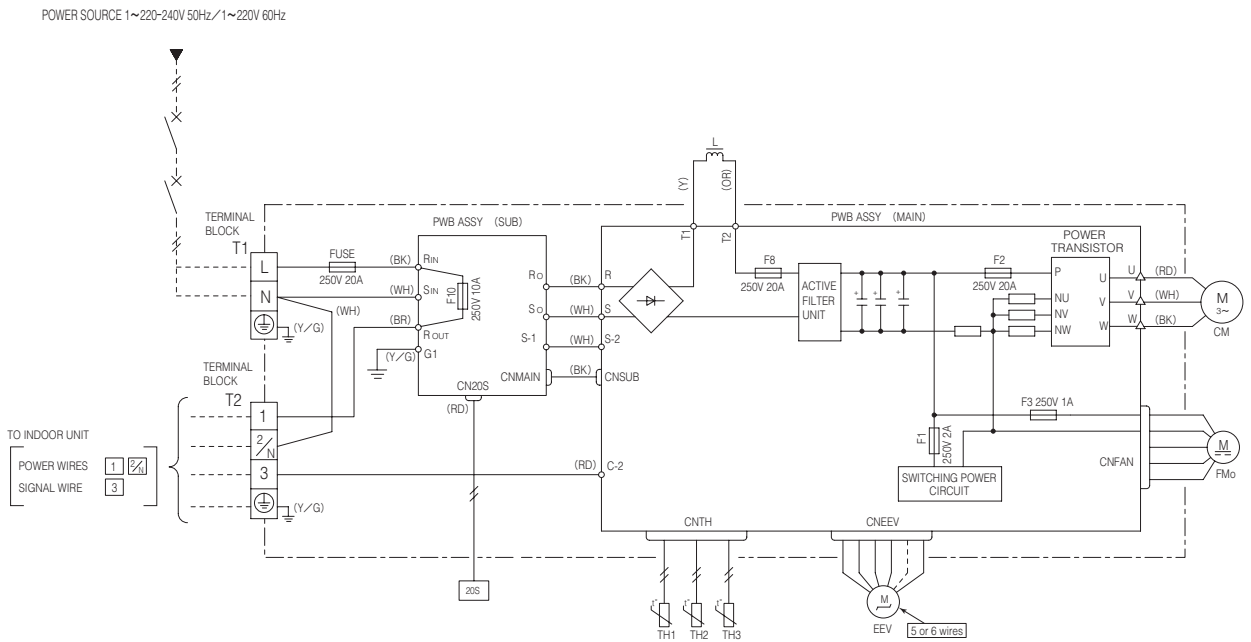 POWER SOURCE 1~220-240V 50Hz/1~220V 60Hz
L
(Y)
(OR)
TERMINAL
BLOCK
T1
PWB ASSY (SUB)
PWB ASSY (MAIN)
T1
T2
POWER
TRANSISTOR
L
FUSE
250V 20A
(BK)
RIN
F10
250V 10A
RO
(BK)
R
F8
250V 20A
ACTIVE
FILTER
UNIT
+
+
+
F2
250V 20A
P
U
U
(RD)
N
(WH)
SIN
SO
(WH)
S
NU
NV
NW
V
V
(WH)
W
W
(BK)
M
3~
CM
(WH)
(Y/G)
(BR)
ROUT
(Y/G)
G1
S-1
(WH)
S-2
TERMINAL
BLOCK
T2
CNMAIN
(BK)
CNSUB
CN20S
(RD)
1
2/N
3
(Y/G)
TO INDOOR UNIT
POWER WIRES 1 2/N
SIGNAL WIRE 3
(RD)
C-2
F3 250V 1A
F1
250V 2A
SWITCHING POWER
CIRCUIT
CNFAN
M
FMo
CNTH
CNEEV
20S
t°
t°
t°
TH1
TH2
TH3
M
EEV
5 or 6 wires